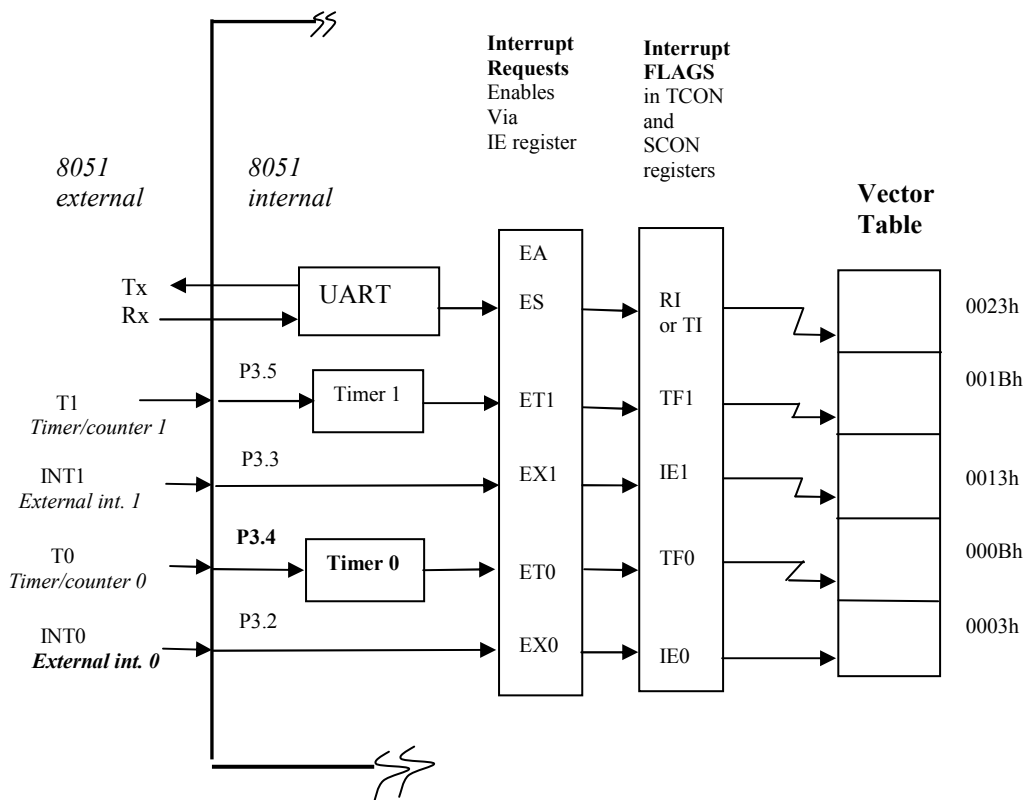 Interrupt
Requests
Enables
Via
IE register
Interrupt
FLAGS
in TCON
and
SCON
registers
8051
external
8051
internal
Vector
Table
Tx
Rx
UART
EA
ES
RI
or TI
0023h
P3.5
T1
Timer/counter 1
Timer 1
ET1
TF1
001Bh
P3.3
INT1
External int. 1
EX1
IE1
0013h
P3.4
T0
Timer/counter 0
Timer 0
ET0
TF0
000Bh
P3.2
INT0
External int. 0
EX0
IE0
0003h